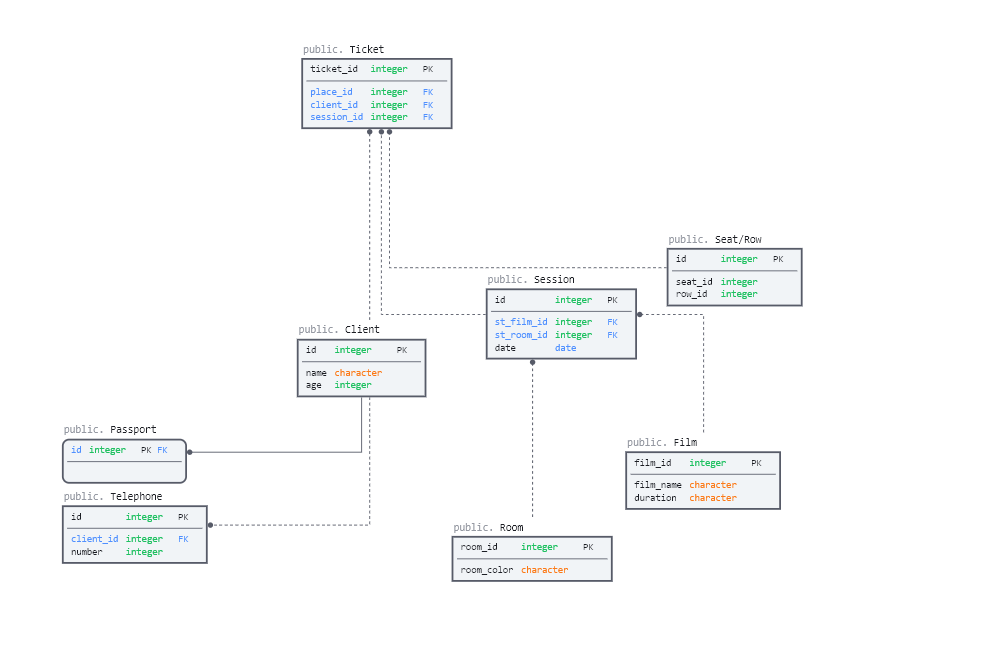 public. Ticket
ticket_id integer PK
place_id integer FK
client_id integer FK
session_id integer FK
public. Seat/Row
id integer PK
seat_id integer
row_id integer
public. Session
id integer PK
st_film_id integer FK
st_room_id integer FK
date date
public. Client
id integer PK
name character
age integer
public. Passport
id integer PK FK
public. Film
film_id integer PK
film_name character
duration character
public. Telephone
id integer PK
client_id integer FK
number integer
public. Room
room_id integer PK
room_color character